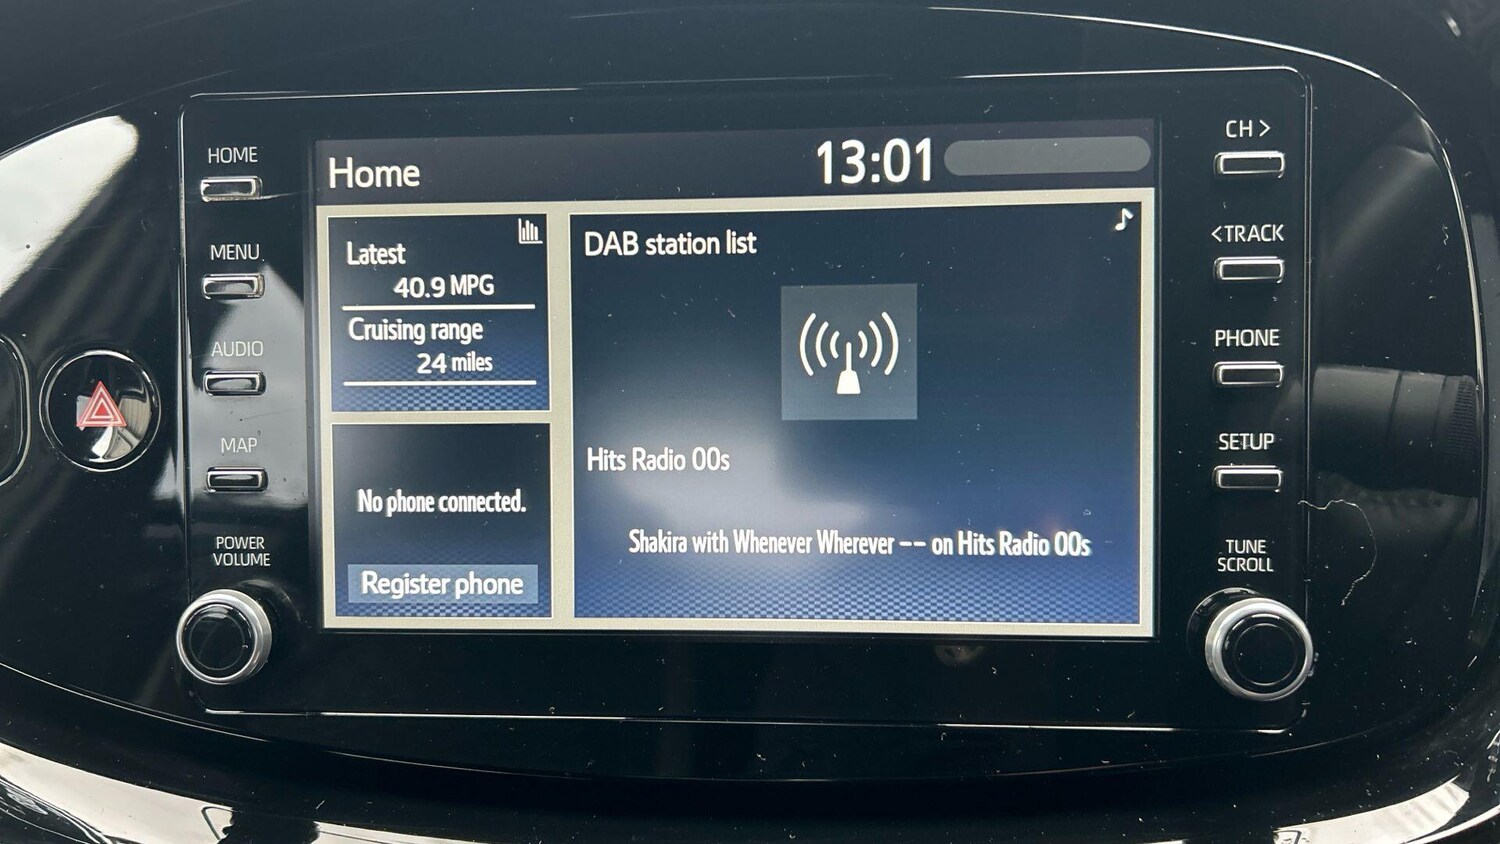 HOME
MENU
AUDIO
MAP
POWER
VOLUME
Home
13:01
Latest
40.9 MPG
Cruising range
24 miles
No phone connected.
Register phone
DAB station list
Hits Radio 00s
Shakira with Whenever Wherever -- on Hits Radio 00s
CH >
<TRACK
PHONE
SETUP
TUNE
SCROLL